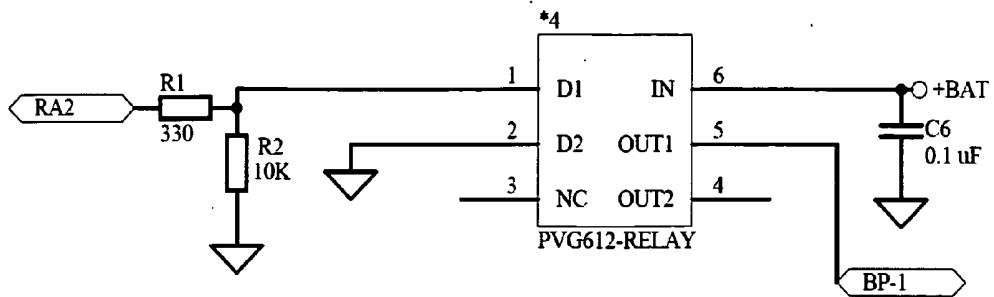 *4
R1
1
D1
IN
6
RA2
+BAT
330
2
5
C6
R2
D2
OUT1
0.1 uF
10K
3
NC
OUT2
4
PVG612-RELAY
BP-1